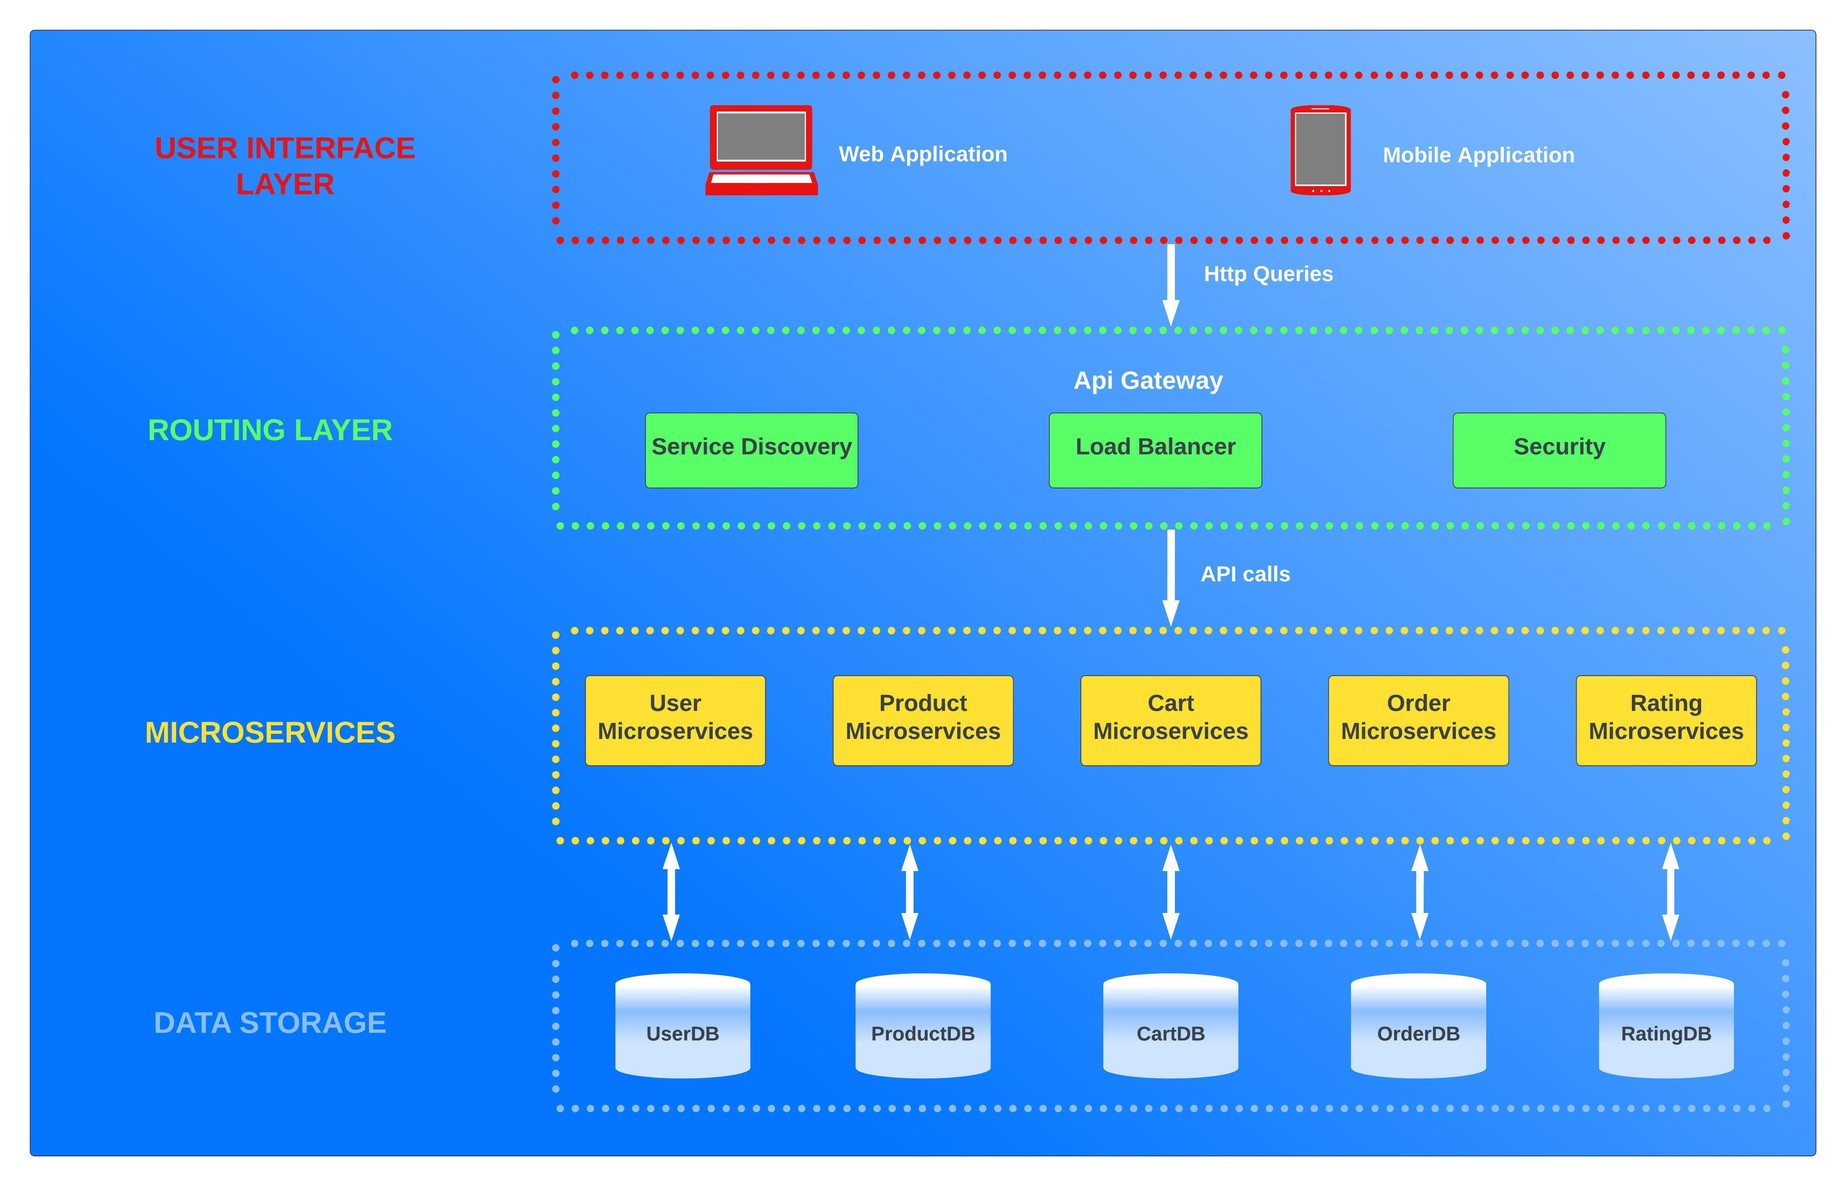 USER INTERFACE
LAYER
Web Application
Mobile Application
Http Queries
ROUTING LAYER
Api Gateway
Service Discovery
Load Balancer
Security
API calls
MICROSERVICES
User
Microservices
Product
Microservices
Cart
Microservices
Order
Microservices
Rating
Microservices
DATA STORAGE
UserDB
ProductDB
CartDB
OrderDB
RatingDB